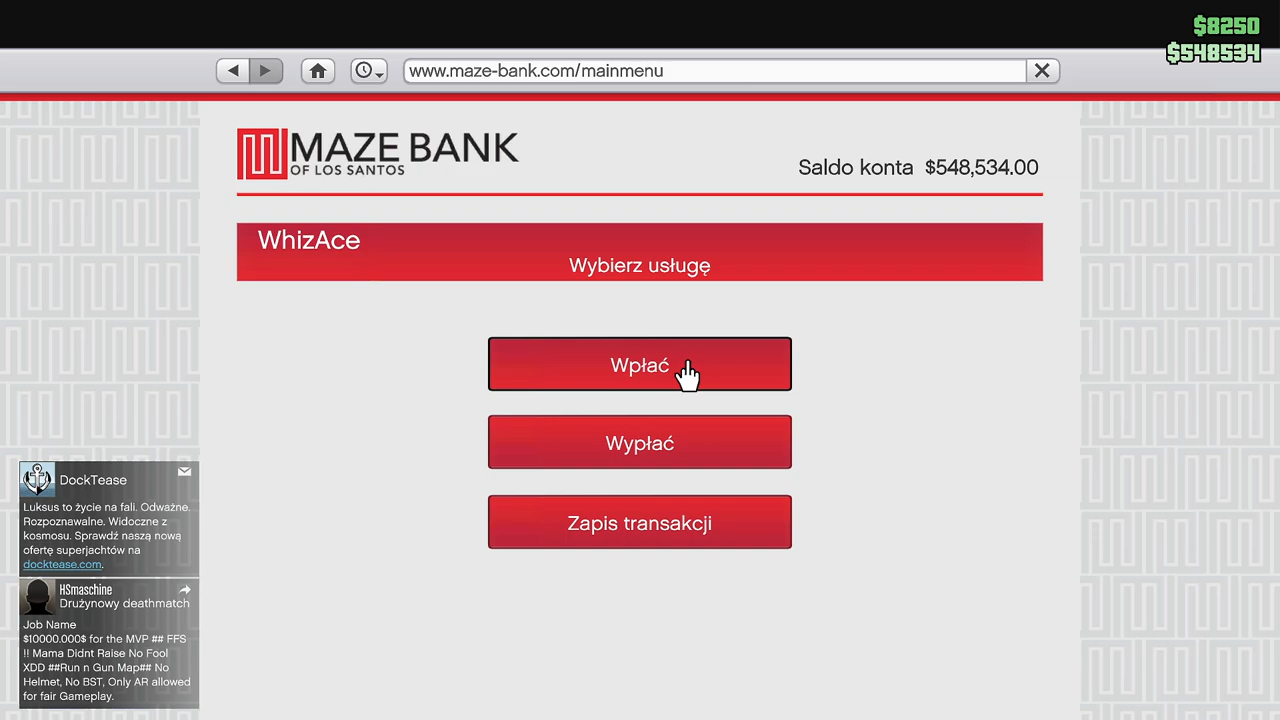 $8250
$548534
www.maze-bank.com/mainmenu
MAZE BANK
OF LOS SANTOS
Saldo konta $548,534.00
WhizAce
Wybierz usługę
Wpłać
Wypłać
Zapis transakcji
DockTease
Luksus to życie na fali. Odważne.
Rozpoznawalne. Widoczne z
kosmosu. Sprawdź naszą nową
ofertę superjachtów na
docktease.com.
HSmaschine
Drużynowy deathmatch
Job Name
$10000.000$ for the MVP ## FFS
!! Mama Didnt Raise No Fool
XDD ##Run n Gun Map## No
Helmet, No BST, Only AR allowed
for fair Gameplay.